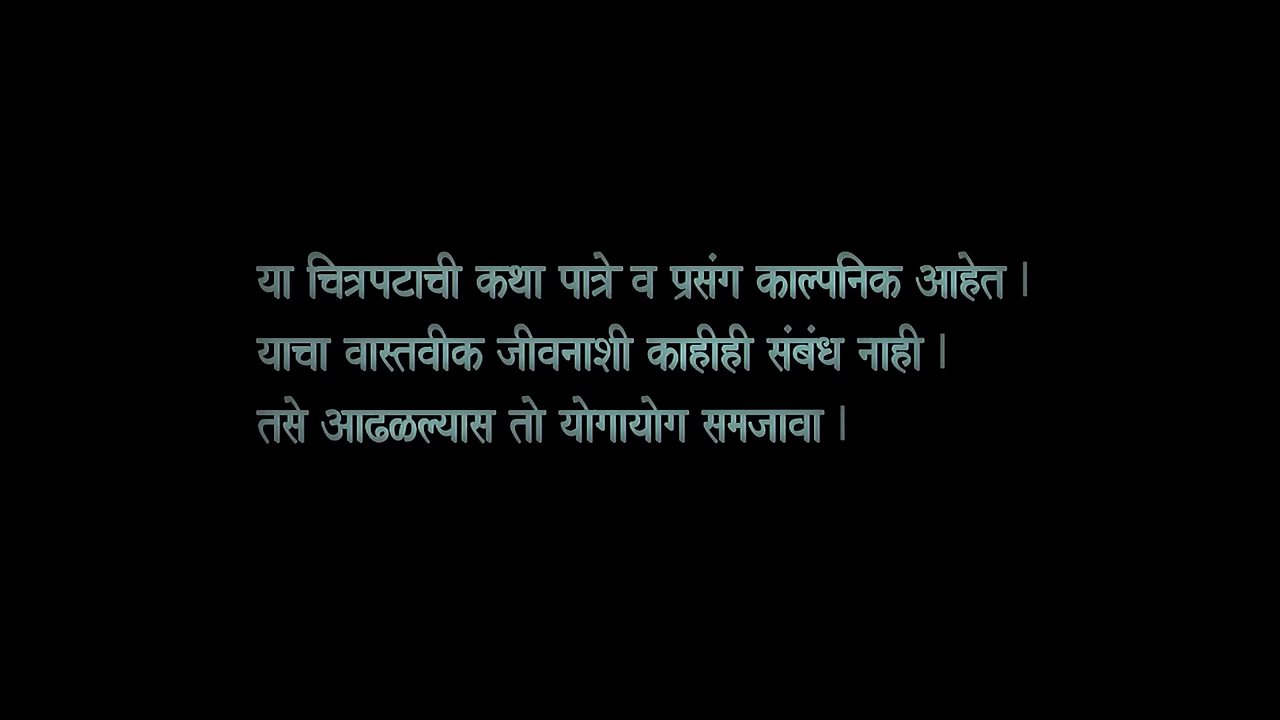 या चित्रपटाची कथा पात्रे व प्रसंग काल्पनिक आहेत |
याचा वास्तवीक जीवनाशी काहीही संबंध नाही |
तसे आढळल्यास तो योगायोग समजावा |